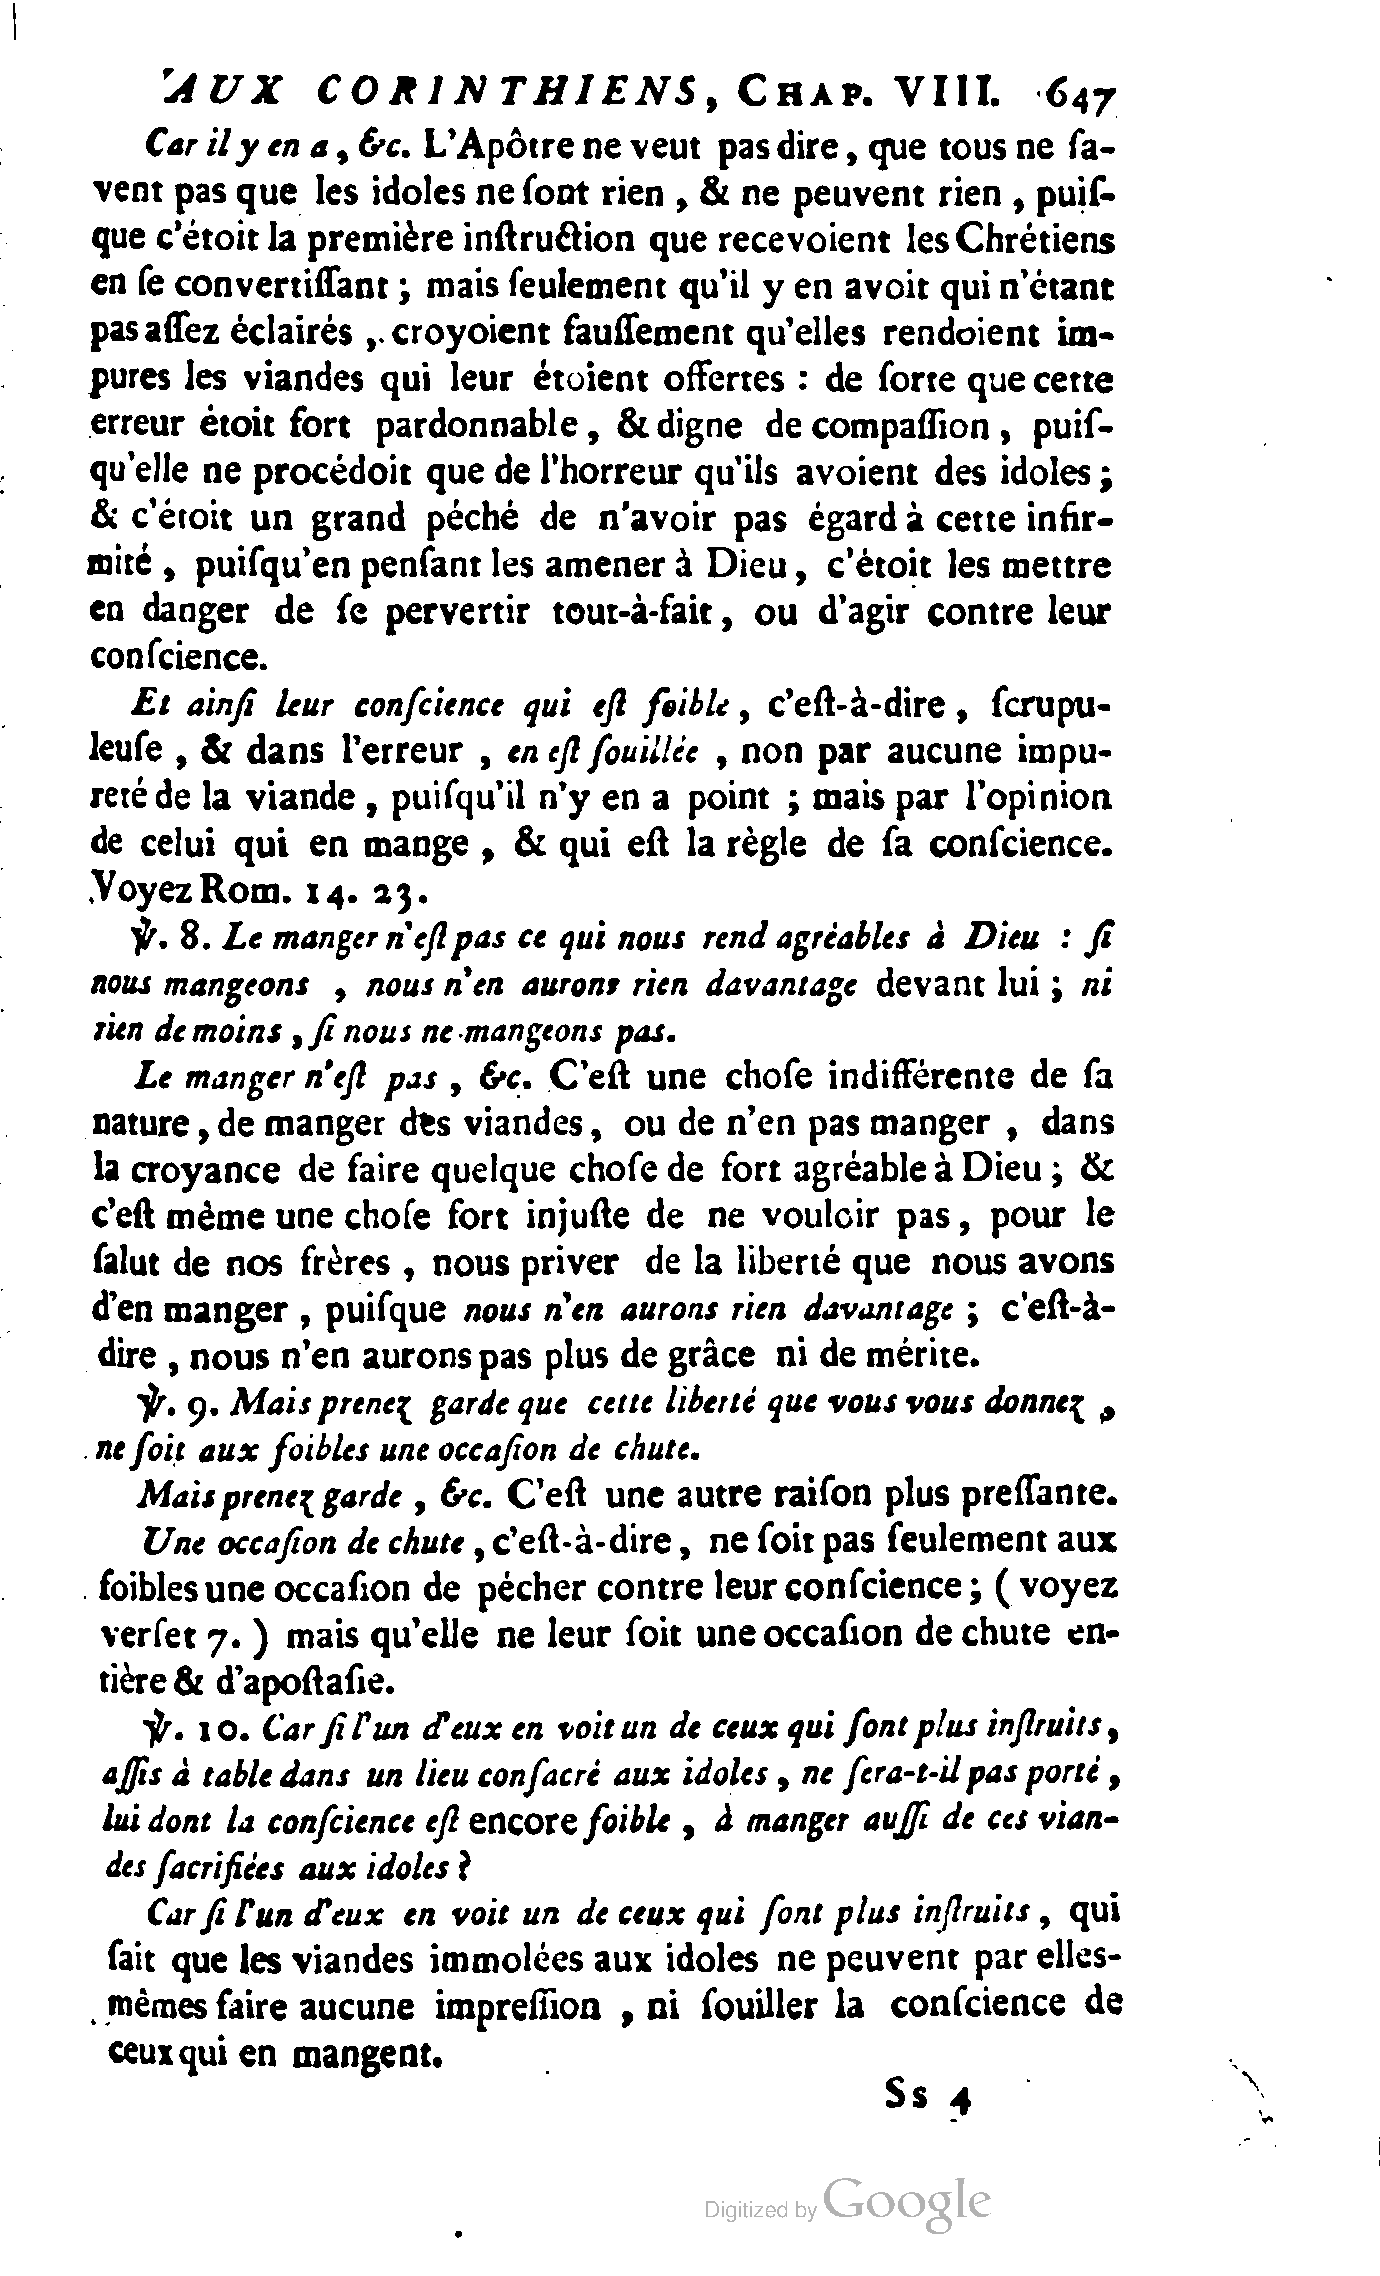 AUX CORINTHIENS, CHAP. VIII. 647
Car il y en a, &c. L'Apôtre ne veut pas dire, que tous ne ſa-
vent pas que les idoles ne ſont rien, & ne peuvent rien, puiſ-
que c'étoit la première inſtruction que recevoient les Chrétiens
en ſe convertiſſant; mais ſeulement qu'il y en avoit qui n'étant
pas aſſez éclairés, croyoient fauſſement qu'elles rendoient im-
pures les viandes qui leur étoient offertes : de ſorte que cette
erreur étoit fort pardonnable, & digne de compaſſion, puiſ-
qu'elle ne procédoit que de l'horreur qu'ils avoient des idoles;
& c'étoit un grand péché de n'avoir pas égard à cette infir-
mité, puiſqu'en penſant les amener à Dieu, c'étoit les mettre
en danger de ſe pervertir tout-à-fait, ou d'agir contre leur
conſcience.
Et ainſi leur conſcience qui eſt foible, c'eſt-à-dire, ſcrupu-
leuſe, & dans l'erreur, en eſt ſouillée, non par aucune impu-
reté de la viande, puiſqu'il n'y en a point; mais par l'opinion
de celui qui en mange, & qui eſt la règle de ſa conſcience.
Voyez Rom. 14. 23.
℣. 8. Le manger n'eſt pas ce qui nous rend agréables à Dieu : ſi
nous mangeons, nous n'en aurons rien davantage devant lui; ni
rien de moins, ſi nous ne mangeons pas.
Le manger n'eſt pas, &c. C'eſt une choſe indifférente de ſa
nature, de manger des viandes, ou de n'en pas manger, dans
la croyance de faire quelque choſe de fort agréable à Dieu; &
c'eſt même une choſe fort injuſte de ne vouloir pas, pour le
ſalut de nos frères, nous priver de la liberté que nous avons
d'en manger, puiſque nous n'en aurons rien davantage; c'eſt-à-
dire, nous n'en aurons pas plus de grâce ni de mérite.
℣. 9. Mais prenez garde que cette liberté que vous vous donnez,
ne ſoit aux foibles une occaſion de chute.
Mais prenez garde, &c. C'eſt une autre raiſon plus preſſante.
Une occaſion de chute, c'eſt-à-dire, ne ſoit pas ſeulement aux
foibles une occaſion de pécher contre leur conſcience; (voyez
verſet 7.) mais qu'elle ne leur ſoit une occaſion de chute en-
tière & d'apoſtaſie.
℣. 10. Car ſi l'un d'eux en voit un de ceux qui ſont plus inſtruits,
aſſis à table dans un lieu conſacré aux idoles, ne ſera-t-il pas porté,
lui dont la conſcience eſt encore foible, à manger auſſi de ces vian-
des ſacrifiées aux idoles?
Car ſi l'un d'eux en voit un de ceux qui ſont plus inſtruits, qui
ſait que les viandes immolées aux idoles ne peuvent par elles-
mêmes faire aucune impreſſion, ni ſouiller la conſcience de
ceux qui en mangent.
Ss 4
Digitized by Google